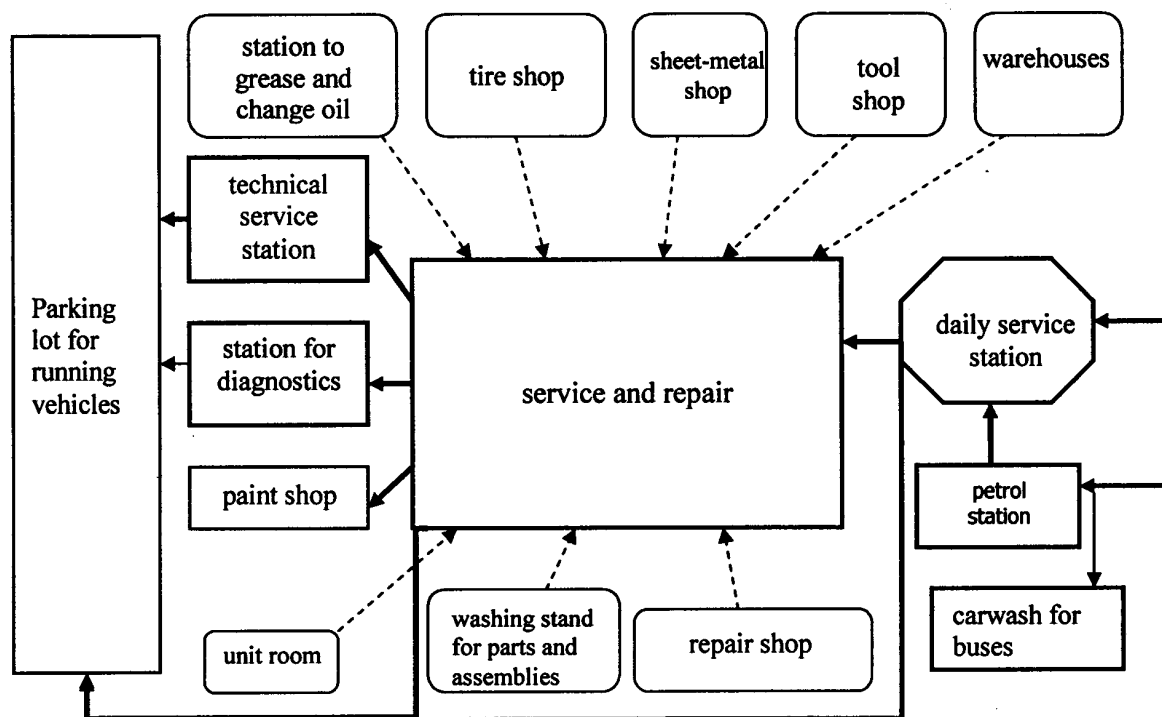 station to
grease and
change oil
tire shop
sheet-metal
shop
tool
shop
warehouses
technical
service
station
Parking
lot for
running
vehicles
station for
diagnostics
service and repair
daily service
station
paint shop
petrol
station
unit room
washing stand
for parts and
assemblies
repair shop
carwash for
buses